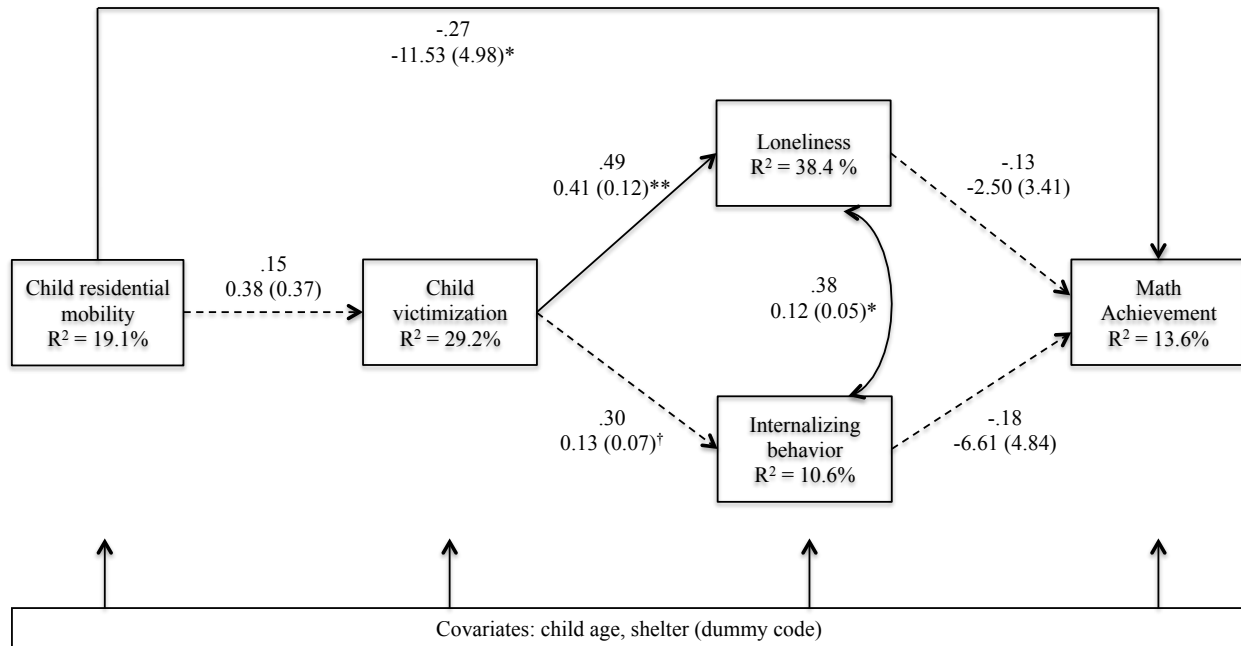 -.27
-11.53 (4.98)*
Loneliness
R² = 38.4 %
.49
0.41 (0.12)**
-.13
-2.50 (3.41)
Child residential
mobility
R² = 19.1%
.15
0.38 (0.37)
Child
victimization
R² = 29.2%
.38
0.12 (0.05)*
Math
Achievement
R² = 13.6%
.30
0.13 (0.07)†
Internalizing
behavior
R² = 10.6%
-.18
-6.61 (4.84)
Covariates: child age, shelter (dummy code)